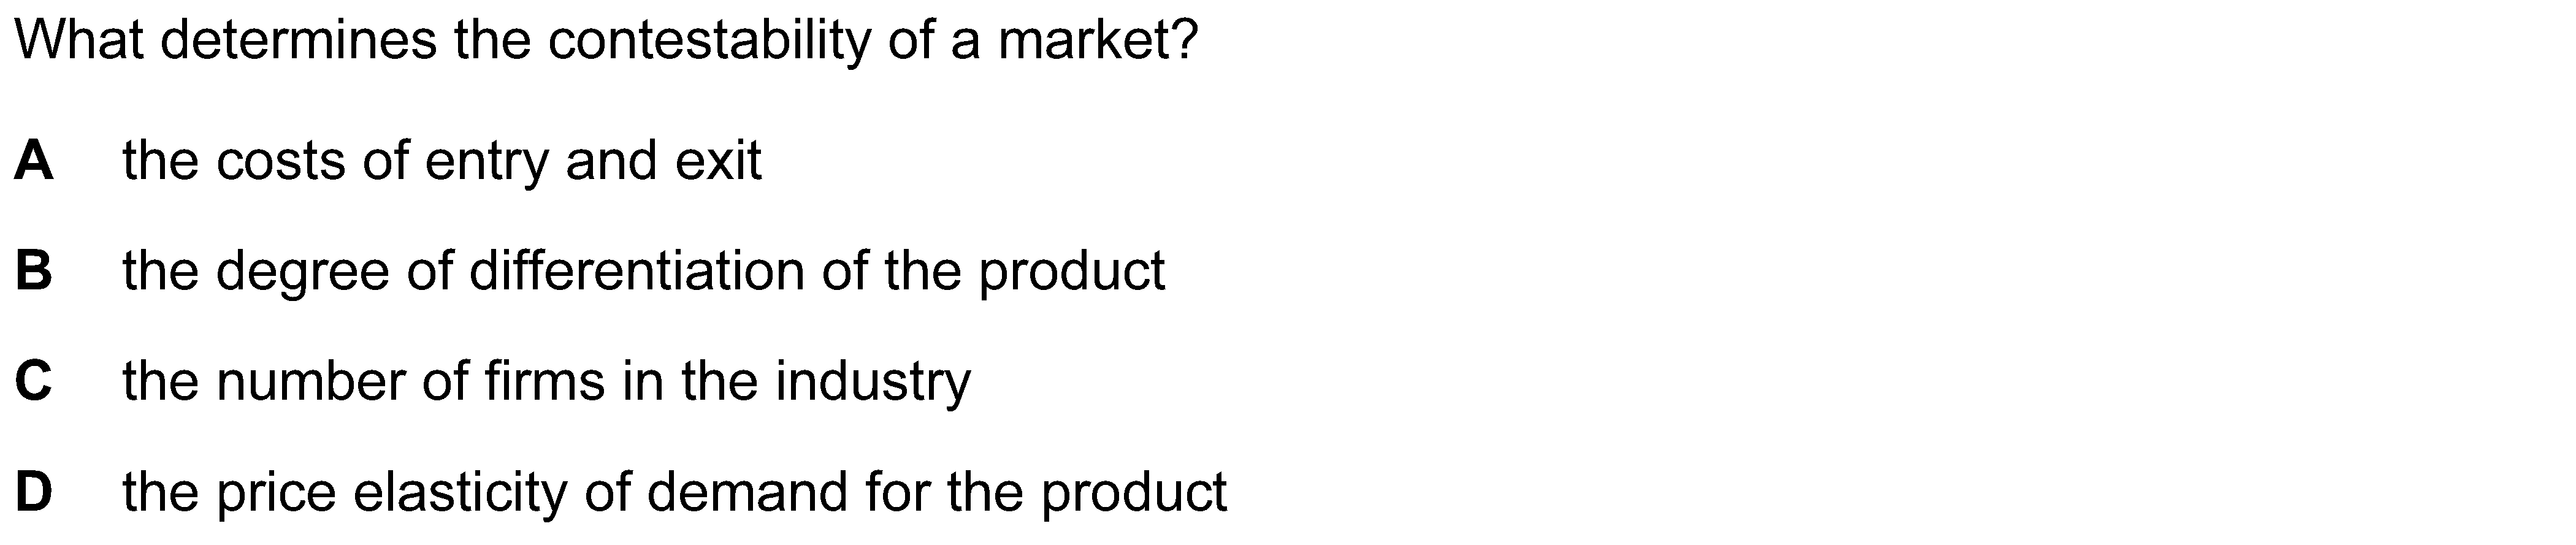 What determines the contestability of a market?
A the costs of entry and exit
B the degree of differentiation of the product
C the number of firms in the industry
D the price elasticity of demand for the product